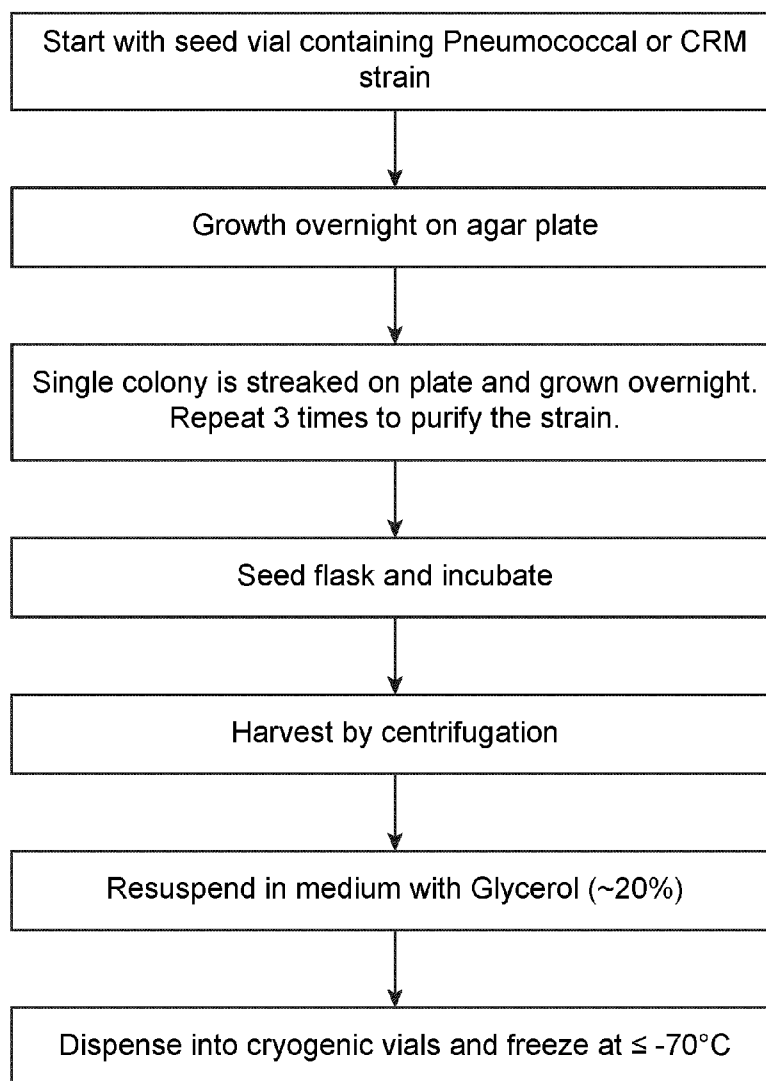 Start with seed vial containing Pneumococcal or CRM
strain
Growth overnight on agar plate
Single colony is streaked on plate and grown overnight.
Repeat 3 times to purify the strain.
Seed flask and incubate
Harvest by centrifugation
Resuspend in medium with Glycerol (~20%)
Dispense into cryogenic vials and freeze at ≤ -70°C